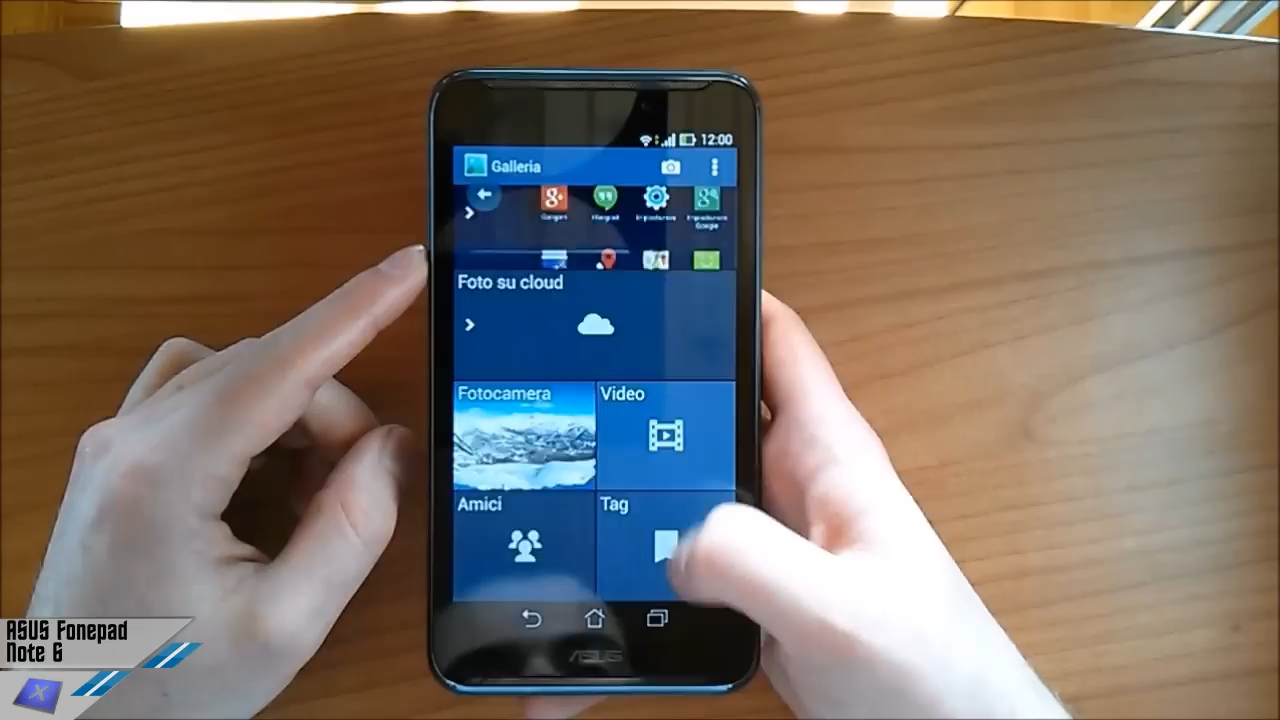 12:00
Galleria
Foto su cloud
Fotocamera
Video
Amici
Tag
ASUS
ASUS Fonepad
Note 6
X